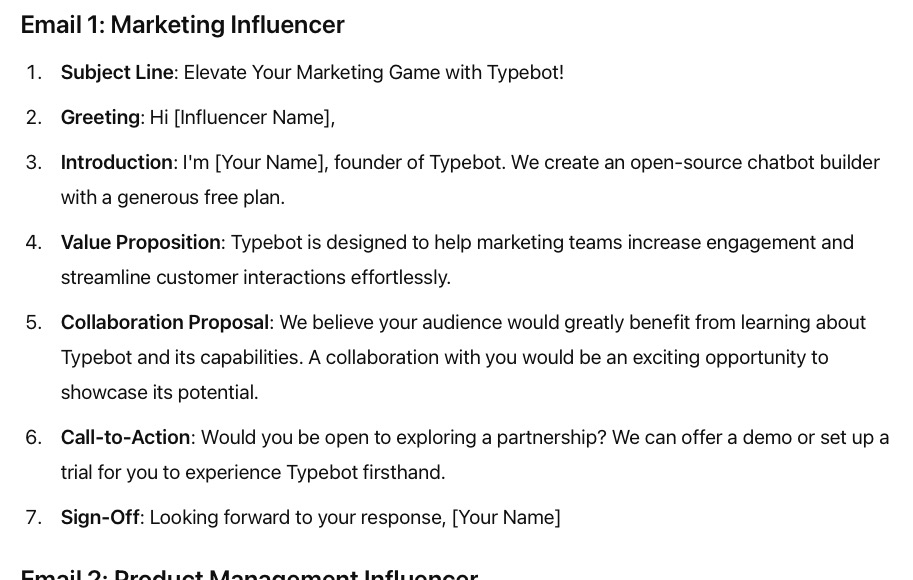 Email 1: Marketing Influencer
1. Subject Line: Elevate Your Marketing Game with Typebot!
2. Greeting: Hi [Influencer Name],
3. Introduction: I'm [Your Name], founder of Typebot. We create an open-source chatbot builder
with a generous free plan.
4. Value Proposition: Typebot is designed to help marketing teams increase engagement and
streamline customer interactions effortlessly.
5. Collaboration Proposal: We believe your audience would greatly benefit from learning about
Typebot and its capabilities. A collaboration with you would be an exciting opportunity to
showcase its potential.
6. Call-to-Action: Would you be open to exploring a partnership? We can offer a demo or set up a
trial for you to experience Typebot firsthand.
7. Sign-Off: Looking forward to your response, [Your Name]
Email 2: Product Management Influencer